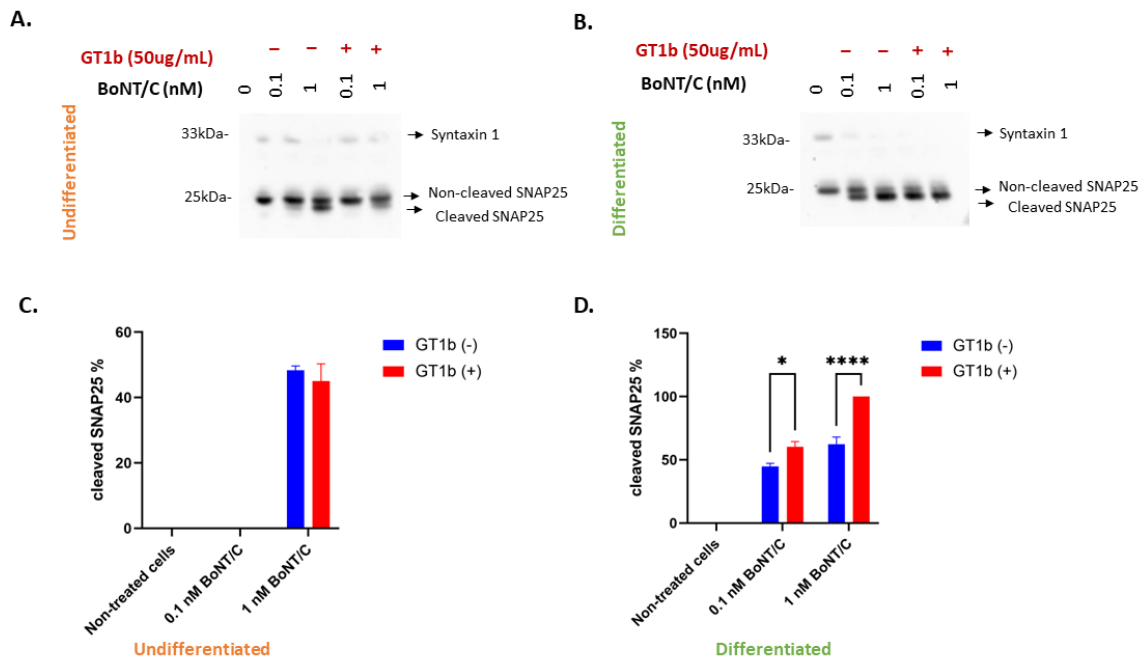 A.
GT1b (50ug/mL) – – + +
BoNT/C (nM) 0 0.1 1 0.1 1
Undifferentiated
33kDa-
Syntaxin 1
25kDa-
Non-cleaved SNAP25
Cleaved SNAP25
B.
GT1b (50ug/mL) – – + +
BoNT/C (nM) 0 0.1 1 0.1 1
Differentiated
33kDa-
Syntaxin 1
25kDa-
Non-cleaved SNAP25
Cleaved SNAP25
C.
cleaved SNAP25 %
60
40
20
0
GT1b (-)
GT1b (+)
Non-treated cells
0.1 nM BoNT/C
1 nM BoNT/C
Undifferentiated
D.
cleaved SNAP25 %
150
100
50
0
* ****
GT1b (-)
GT1b (+)
Non-treated cells
0.1 nM BoNT/C
1 nM BoNT/C
Differentiated